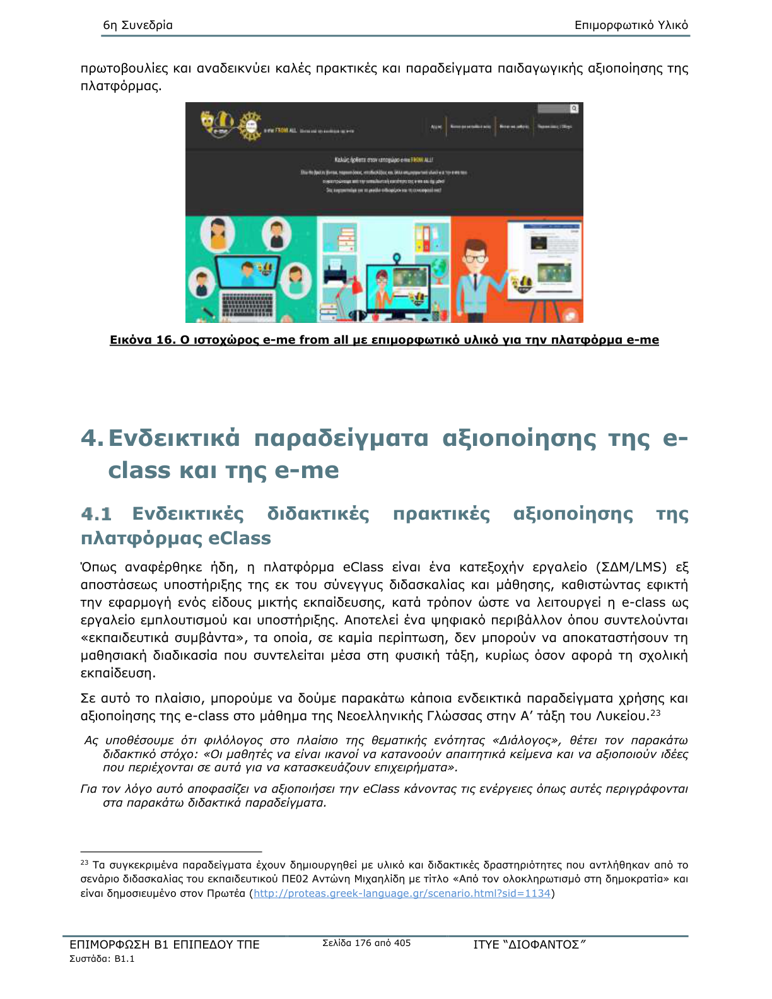 6η Συνεδρία
Επιμορφωτικό Υλικό
πρωτοβουλίες και αναδεικνύει καλές πρακτικές και παραδείγματα παιδαγωγικής αξιοποίησης της
πλατφόρμας.
e-me
e-me FROM ALL
Καλώς ήρθατε στον ιστοχώρο e-me FROM ALL!
Εικόνα 16. Ο ιστοχώρος e-me from all με επιμορφωτικό υλικό για την πλατφόρμα e-me
4. Ενδεικτικά παραδείγματα αξιοποίησης της e-
class και της e-me
4.1 Ενδεικτικές διδακτικές πρακτικές αξιοποίησης της
πλατφόρμας eClass
Όπως αναφέρθηκε ήδη, η πλατφόρμα eClass είναι ένα κατεξοχήν εργαλείο (ΣΔΜ/LMS) εξ
αποστάσεως υποστήριξης της εκ του σύνεγγυς διδασκαλίας και μάθησης, καθιστώντας εφικτή
την εφαρμογή ενός είδους μικτής εκπαίδευσης, κατά τρόπον ώστε να λειτουργεί η e-class ως
εργαλείο εμπλουτισμού και υποστήριξης. Αποτελεί ένα ψηφιακό περιβάλλον όπου συντελούνται
«εκπαιδευτικά συμβάντα», τα οποία, σε καμία περίπτωση, δεν μπορούν να αποκαταστήσουν τη
μαθησιακή διαδικασία που συντελείται μέσα στη φυσική τάξη, κυρίως όσον αφορά τη σχολική
εκπαίδευση.
Σε αυτό το πλαίσιο, μπορούμε να δούμε παρακάτω κάποια ενδεικτικά παραδείγματα χρήσης και
αξιοποίησης της e-class στο μάθημα της Νεοελληνικής Γλώσσας στην Α’ τάξη του Λυκείου.23
Ας υποθέσουμε ότι φιλόλογος στο πλαίσιο της θεματικής ενότητας «Διάλογος», θέτει τον παρακάτω
διδακτικό στόχο: «Οι μαθητές να είναι ικανοί να κατανοούν απαιτητικά κείμενα και να αξιοποιούν ιδέες
που περιέχονται σε αυτά για να κατασκευάζουν επιχειρήματα».
Για τον λόγο αυτό αποφασίζει να αξιοποιήσει την eClass κάνοντας τις ενέργειες όπως αυτές περιγράφονται
στα παρακάτω διδακτικά παραδείγματα.
23 Τα συγκεκριμένα παραδείγματα έχουν δημιουργηθεί με υλικό και διδακτικές δραστηριότητες που αντλήθηκαν από το
σενάριο διδασκαλίας του εκπαιδευτικού ΠΕ02 Αντώνη Μιχαηλίδη με τίτλο «Από τον ολοκληρωτισμό στη δημοκρατία» και
είναι δημοσιευμένο στον Πρωτέα (http://proteas.greek-language.gr/scenario.html?sid=1134)
ΕΠΙΜΟΡΦΩΣΗ Β1 ΕΠΙΠΕΔΟΥ ΤΠΕ
Σελίδα 176 από 405
ΙΤΥΕ “ΔΙΟΦΑΝΤΟΣ”
Συστάδα: Β1.1